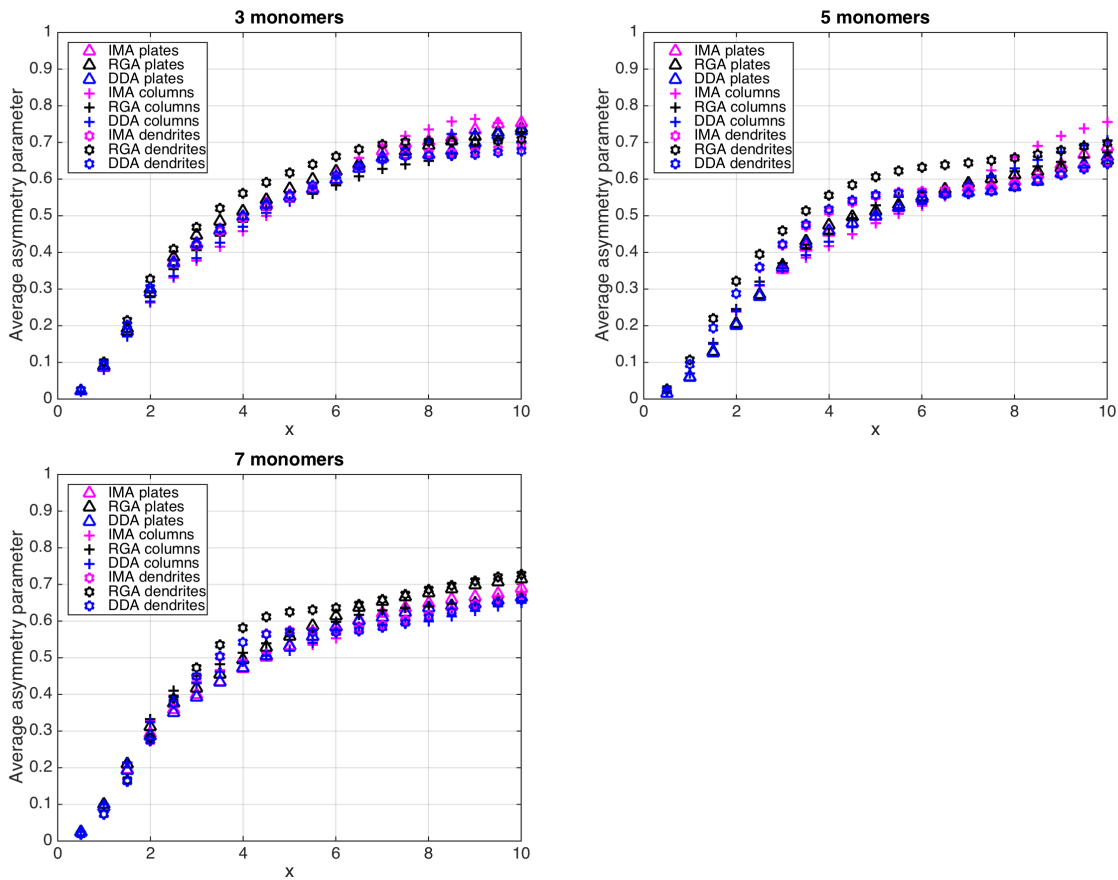 3 monomers
1
0.9
0.8
0.7
0.6
0.5
0.4
0.3
0.2
0.1
0
Average asymmetry parameter
IMA plates
RGA plates
DDA plates
IMA columns
RGA columns
DDA columns
IMA dendrites
RGA dendrites
DDA dendrites
0 2 4 6 8 10
x
5 monomers
1
0.9
0.8
0.7
0.6
0.5
0.4
0.3
0.2
0.1
0
Average asymmetry parameter
IMA plates
RGA plates
DDA plates
IMA columns
RGA columns
DDA columns
IMA dendrites
RGA dendrites
DDA dendrites
0 2 4 6 8 10
x
7 monomers
1
0.9
0.8
0.7
0.6
0.5
0.4
0.3
0.2
0.1
0
Average asymmetry parameter
IMA plates
RGA plates
DDA plates
IMA columns
RGA columns
DDA columns
IMA dendrites
RGA dendrites
DDA dendrites
0 2 4 6 8 10
x